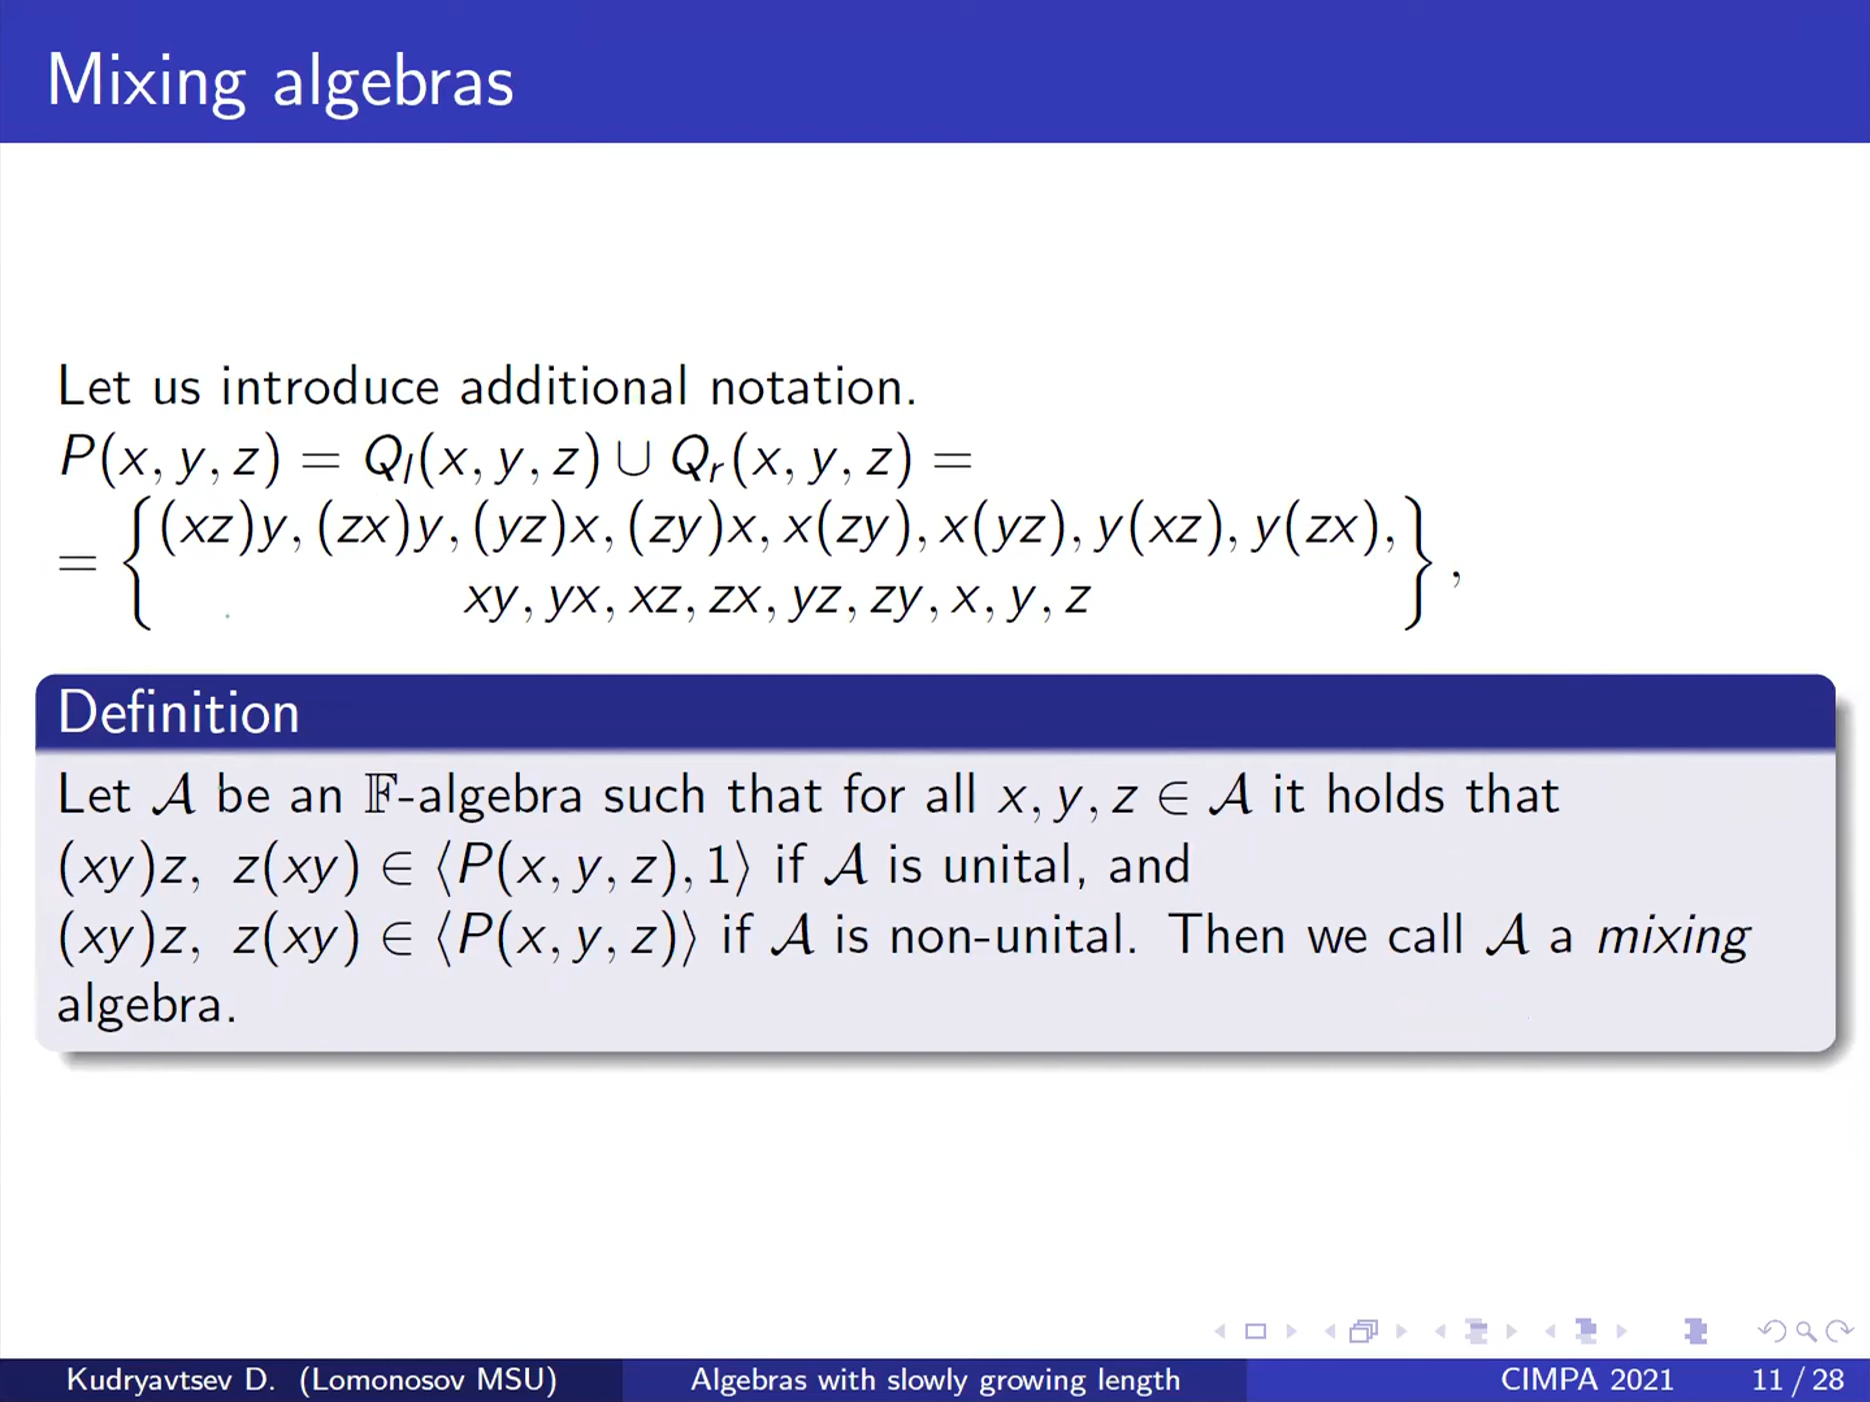 Mixing algebras
Let us introduce additional notation.
P(x, y, z) = Qₗ(x, y, z) ∪ Qᵣ(x, y, z) =
= { (xz)y, (zx)y, (yz)x, (zy)x, x(zy), x(yz), y(xz), y(zx),
xy, yx, xz, zx, yz, zy, x, y, z } ,
Definition
Let 𝒜 be an 𝔽-algebra such that for all x, y, z ∈ 𝒜 it holds that
(xy)z, z(xy) ∈ ⟨P(x, y, z), 1⟩ if 𝒜 is unital, and
(xy)z, z(xy) ∈ ⟨P(x, y, z)⟩ if 𝒜 is non-unital. Then we call 𝒜 a mixing
algebra.
Kudryavtsev D. (Lomonosov MSU) Algebras with slowly growing length CIMPA 2021 11 / 28